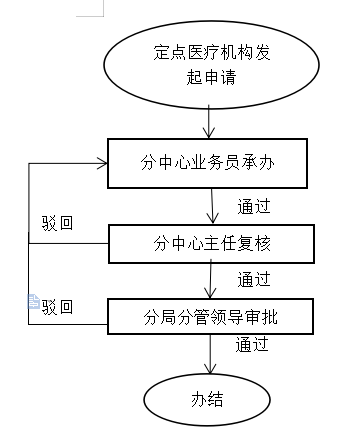 定点医疗机构发
起申请
分中心业务员承办
通过
驳回
分中心主任复核
通过
驳回
分局分管领导审批
通过
办结